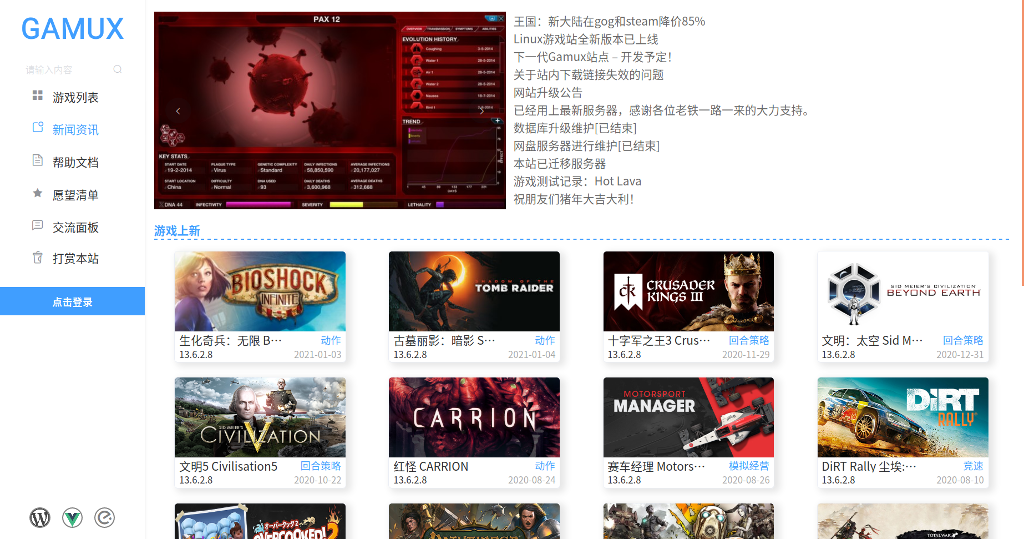 GAMUX
请输入内容
游戏列表
新闻资讯
帮助文档
愿望清单
交流面板
打赏本站
点击登录
PAX 12
EVOLUTION HISTORY
TREND
KEY STATS
START DATE
19-2-2014
PLAGUE TYPE
Virus
GENETIC COMPLEXITY
Standard
DAILY INFECTIONS
58,850,590
AVERAGE INFECTIONS
20,177,027
START LOCATION
China
DIFFICULTY
Normal
DNA USED
93
DAILY DEATHS
3,600,968
AVERAGE DEATHS
312,660
DNA 44
INFECTIVITY
SEVERITY
LETHALITY
王国：新大陆在gog和steam降价85%
Linux游戏站全新版本已上线
下一代Gamux站点 – 开发予定!
关于站内下载链接失效的问题
网站升级公告
已经用上最新服务器，感谢各位老铁一路一来的大力支持。
数据库升级维护[已结束]
网盘服务器进行维护[已结束]
本站已迁移服务器
游戏测试记录：Hot Lava
祝朋友们猪年大吉大利！
游戏上新
BIOSHOCK
INFINITE
生化奇兵：无限 B⋯
动作
13.6.2.8
2021-01-03
SHADOW OF THE
TOMB RAIDER
古墓丽影：暗影 S⋯
动作
13.6.2.8
2021-01-04
CRUSADER
KINGS III
十字军之王3 Crus⋯
回合策略
13.6.2.8
2020-11-29
SID MEIER'S CIVILIZATION
BEYOND EARTH
文明：太空 Sid M⋯
回合策略
13.6.2.8
2020-12-31
SID MEIER'S
CIVILIZATION
V
文明5 Civilisation5
回合策略
13.6.2.8
2020-10-22
CARRION
红怪 CARRION
动作
13.6.2.8
2020-08-24
MOTORSPORT
MANAGER
赛车经理 Motors⋯
模拟经营
13.6.2.8
2020-08-26
DiRT
RALLY
DiRT Rally 尘埃:⋯
竞速
13.6.2.8
2020-08-10
オーバークック2
OVERCOOKED! 2
TOTAL WAR